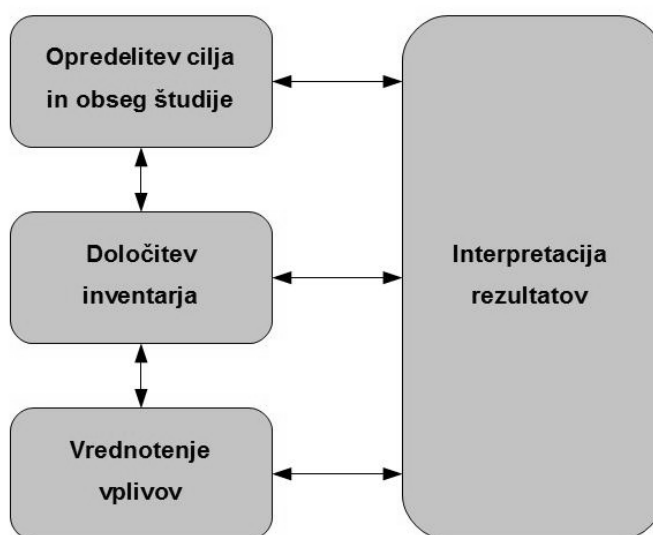 Opredelitev cilja
in obseg študije
Določitev
inventarja
Vrednotenje
vplivov
Interpretacija
rezultatov